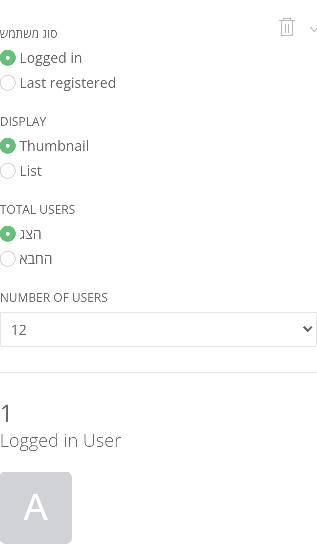 סוג משתמש
Logged in
Last registered
DISPLAY
Thumbnail
List
TOTAL USERS
הצג
החבא
NUMBER OF USERS
12
1
Logged in User
A